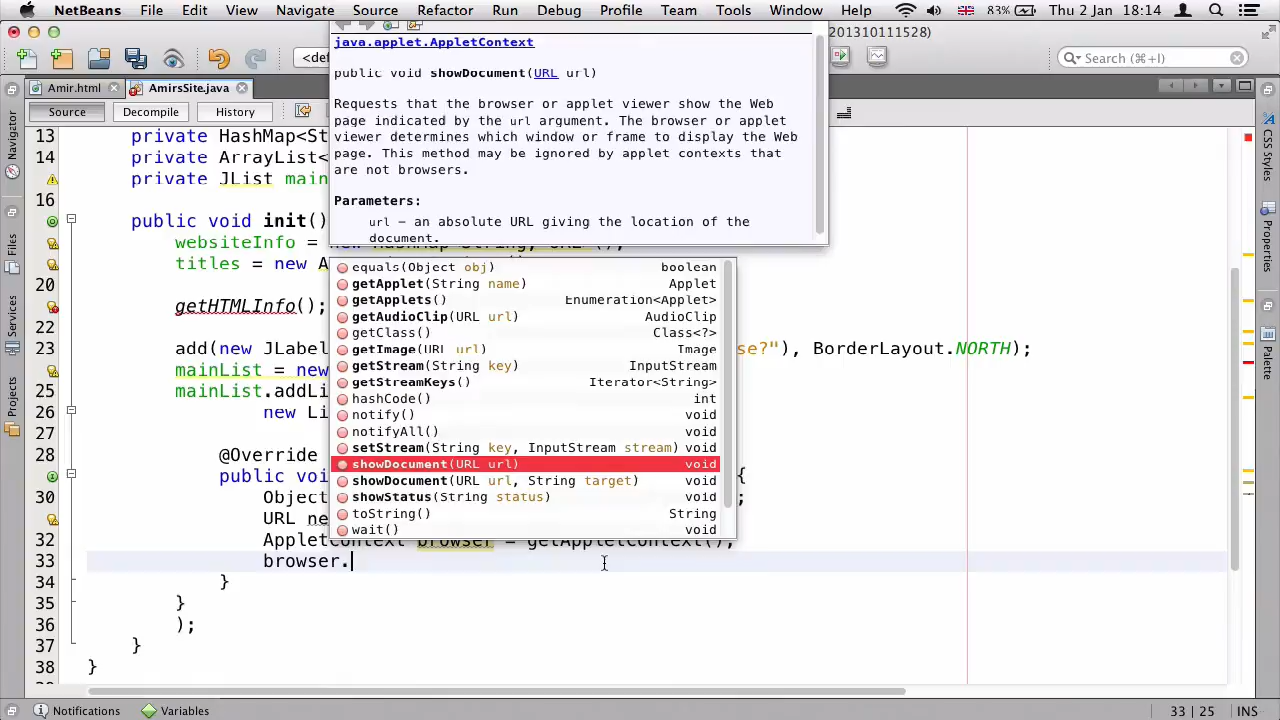 NetBeans File Edit View Navigate Source Refactor Run Debug Profile Team Tools Window Help 83% Thu 2 Jan 18:14
201310111528)
<def
Search (⌘+I)
Amir.html AmirsSite.java
Source Decompile History
java.applet.AppletContext
public void showDocument(URL url)
Requests that the browser or applet viewer show the Web
page indicated by the url argument. The browser or applet
viewer determines which window or frame to display the Web
page. This method may be ignored by applet contexts that
are not browsers.
Parameters:
url – an absolute URL giving the location of the
document.
13 private HashMap<St
14 private ArrayList<
private JList main
16
public void init()
websiteInfo = new HashMap<String, URL>();
titles = new A
20
getHTMLInfo();
22
23 add(new JLabel se?"), BorderLayout.NORTH);
mainList = new
25 mainList.addLi
26 new Li
27
28 @Override
public voi {
30 Object ;
URL ne
32 AppletContext browser = getAppletContext();
33 browser.
34 }
35 }
36 );
37 }
38 }
equals(Object obj) boolean
getApplet(String name) Applet
getApplets() Enumeration<Applet>
getAudioClip(URL url) AudioClip
getClass() Class<?>
getImage(URL url) Image
getStream(String key) InputStream
getStreamKeys() Iterator<String>
hashCode() int
notify() void
notifyAll() void
setStream(String key, InputStream stream) void
showDocument(URL url) void
showDocument(URL url, String target) void
showStatus(String status) void
toString() String
wait() void
Navigator
Files
Services
Projects
CSS Styles
Properties
Palette
Notifications Variables 33 | 25 INS